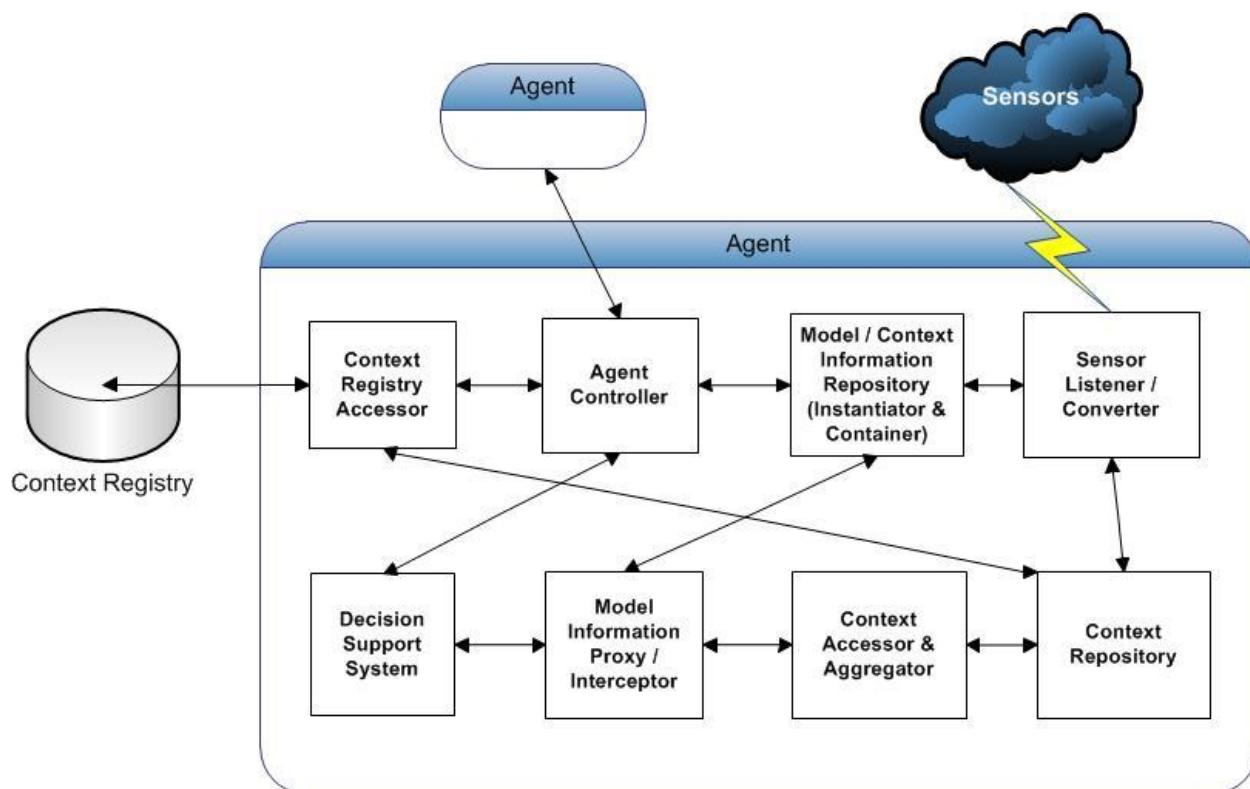 Agent
Sensors
Agent
Context
Registry
Accessor
Agent
Controller
Model / Context
Information
Repository
(Instantiator &
Container)
Sensor
Listener /
Converter
Context Registry
Decision
Support
System
Model
Information
Proxy /
Interceptor
Context
Accessor &
Aggregator
Context
Repository